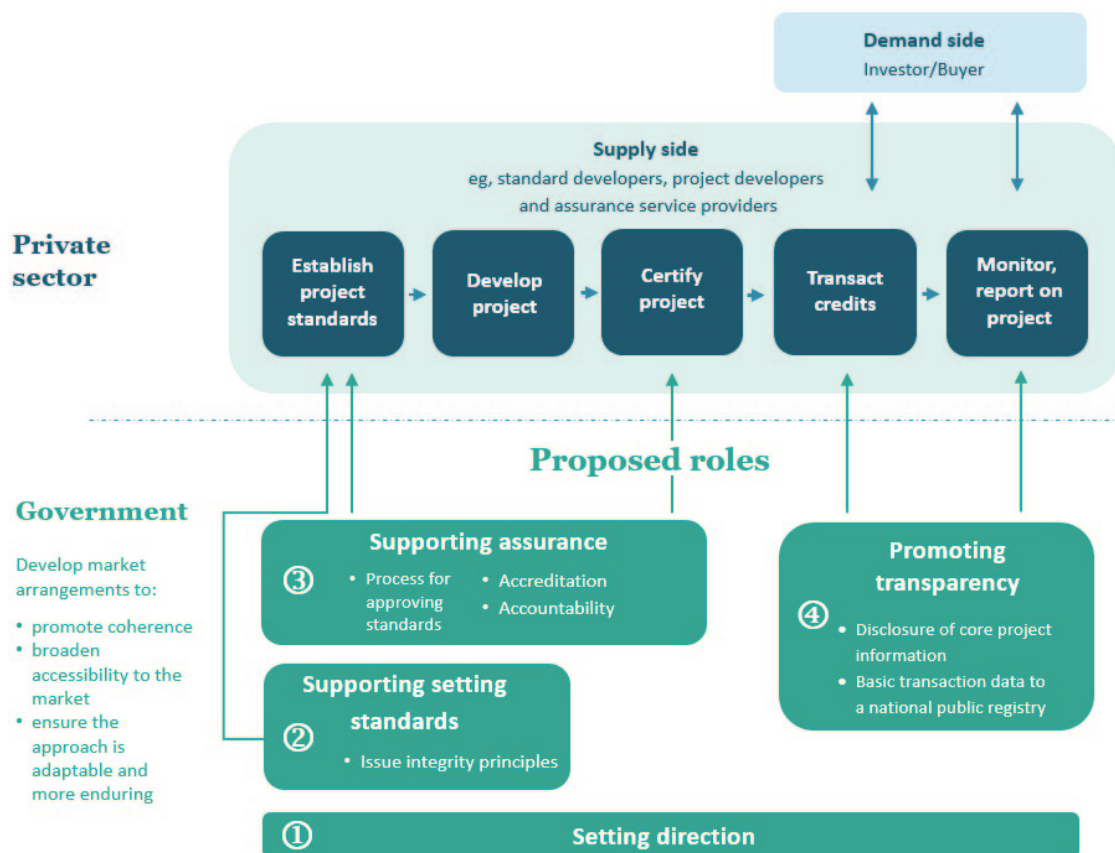 Demand side
Investor/Buyer
Supply side
eg, standard developers, project developers
and assurance service providers
Private
sector
Establish
project
standards
Develop
project
Certify
project
Transact
credits
Monitor,
report on
project
Proposed roles
Government
Develop market
arrangements to:
• promote coherence
• broaden
accessibility to the
market
• ensure the
approach is
adaptable and
more enduring
Supporting assurance
③
• Process for
approving
standards
• Accreditation
• Accountability
Promoting
transparency
④
• Disclosure of core project
information
• Basic transaction data to
a national public registry
Supporting setting
standards
②
• Issue integrity principles
①
Setting direction